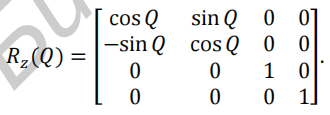 R_z(Q) = [ cos Q  sin Q  0  0
−sin Q  cos Q  0  0
0  0  1  0
0  0  0  1 ].